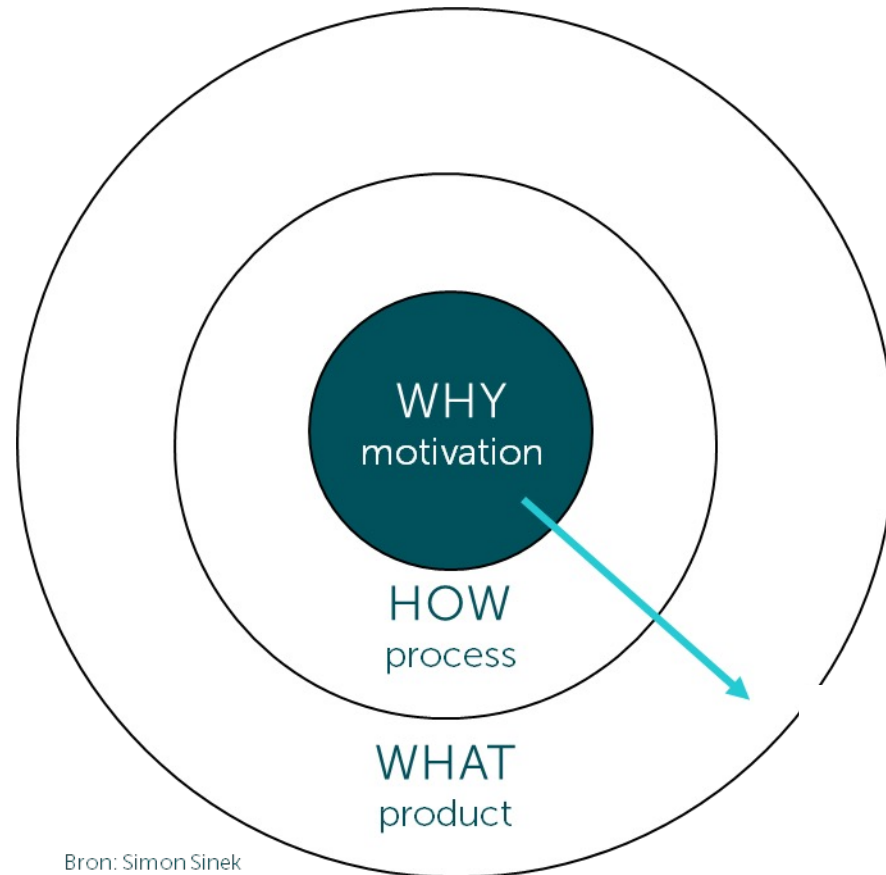 WHY
motivation
HOW
process
WHAT
product
Bron: Simon Sinek